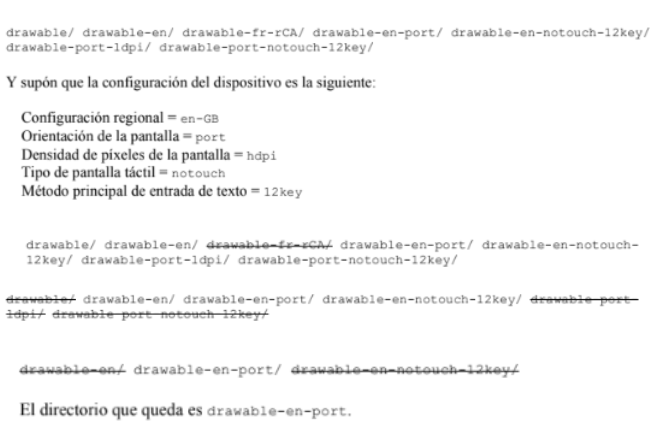 drawable/ drawable-en/ drawable-fr-rCA/ drawable-en-port/ drawable-en-notouch-12key/
drawable-port-ldpi/ drawable-port-notouch-12key/
Y supón que la configuración del dispositivo es la siguiente:
Configuración regional = en-GB
Orientación de la pantalla = port
Densidad de píxeles de la pantalla = hdpi
Tipo de pantalla táctil = notouch
Método principal de entrada de texto = 12key
drawable/ drawable-en/ drawable-fr-rCA/ drawable-en-port/ drawable-en-notouch-
12key/ drawable-port-ldpi/ drawable-port-notouch-12key/
drawable/ drawable-en/ drawable-en-port/ drawable-en-notouch-12key/ drawable-port-
ldpi/ drawable-port-notouch-12key/
drawable-en/ drawable-en-port/ drawable-en-notouch-12key/
El directorio que queda es drawable-en-port.